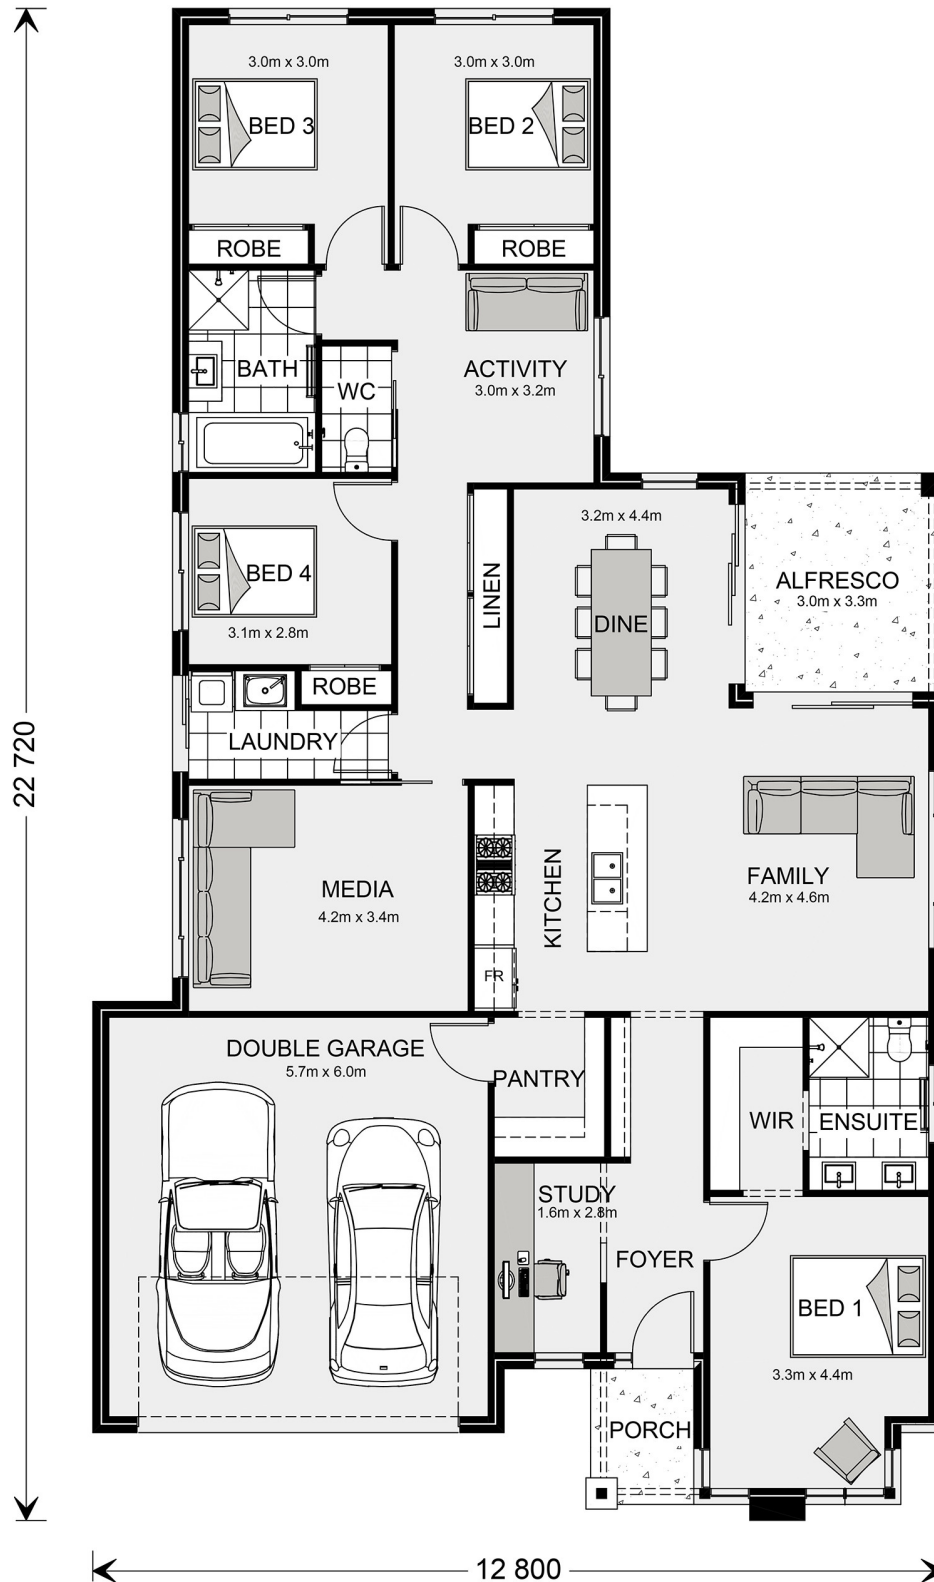 3.0m x 3.0m
3.0m x 3.0m
BED 3
BED 2
ROBE
ROBE
BATH
WC
ACTIVITY
3.0m x 3.2m
3.2m x 4.4m
BED 4
3.1m x 2.8m
LINEN
DINE
ALFRESCO
3.0m x 3.3m
ROBE
LAUNDRY
22 720
MEDIA
4.2m x 3.4m
KITCHEN
FAMILY
4.2m x 4.6m
FR
DOUBLE GARAGE
5.7m x 6.0m
PANTRY
WIR
ENSUITE
STUDY
1.6m x 2.8m
FOYER
BED 1
3.3m x 4.4m
PORCH
12 800